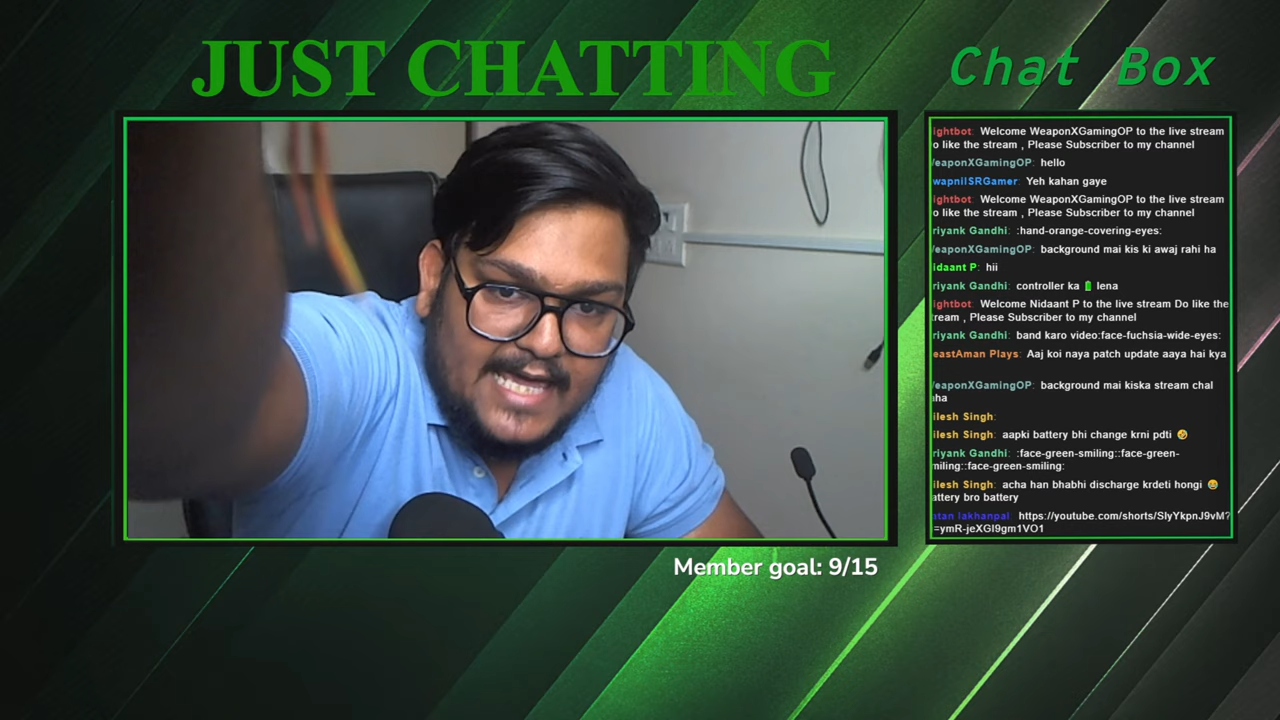 JUST CHATTING
Chat Box
ightbot: Welcome WeaponXGamingOP to the live stream
o like the stream , Please Subscriber to my channel
eaponXGamingOP: hello
wapnilSRGamer: Yeh kahan gaye
ightbot: Welcome WeaponXGamingOP to the live stream
o like the stream , Please Subscriber to my channel
riyank Gandhi: :hand-orange-covering-eyes:
eaponXGamingOP: background mai kis ki awaj rahi ha
idaant P: hii
riyank Gandhi: controller ka 🔋 lena
ightbot: Welcome Nidaant P to the live stream Do like the
tream , Please Subscriber to my channel
riyank Gandhi: band karo video:face-fuchsia-wide-eyes:
eastAman Plays: Aaj koi naya patch update aaya hai kya
eaponXGamingOP: background mai kiska stream chal
ha
ilesh Singh:
ilesh Singh: aapki battery bhi change krni pdti 🤣
riyank Gandhi: :face-green-smiling::face-green-
miling::face-green-smiling:
ilesh Singh: acha han bhabhi discharge krdeti hongi 😂
attery bro battery
atan lakhanpal https://youtube.com/shorts/SlyYkpnJ9vM?
=ymR-jeXGI9gm1VO1
Member goal: 9/15